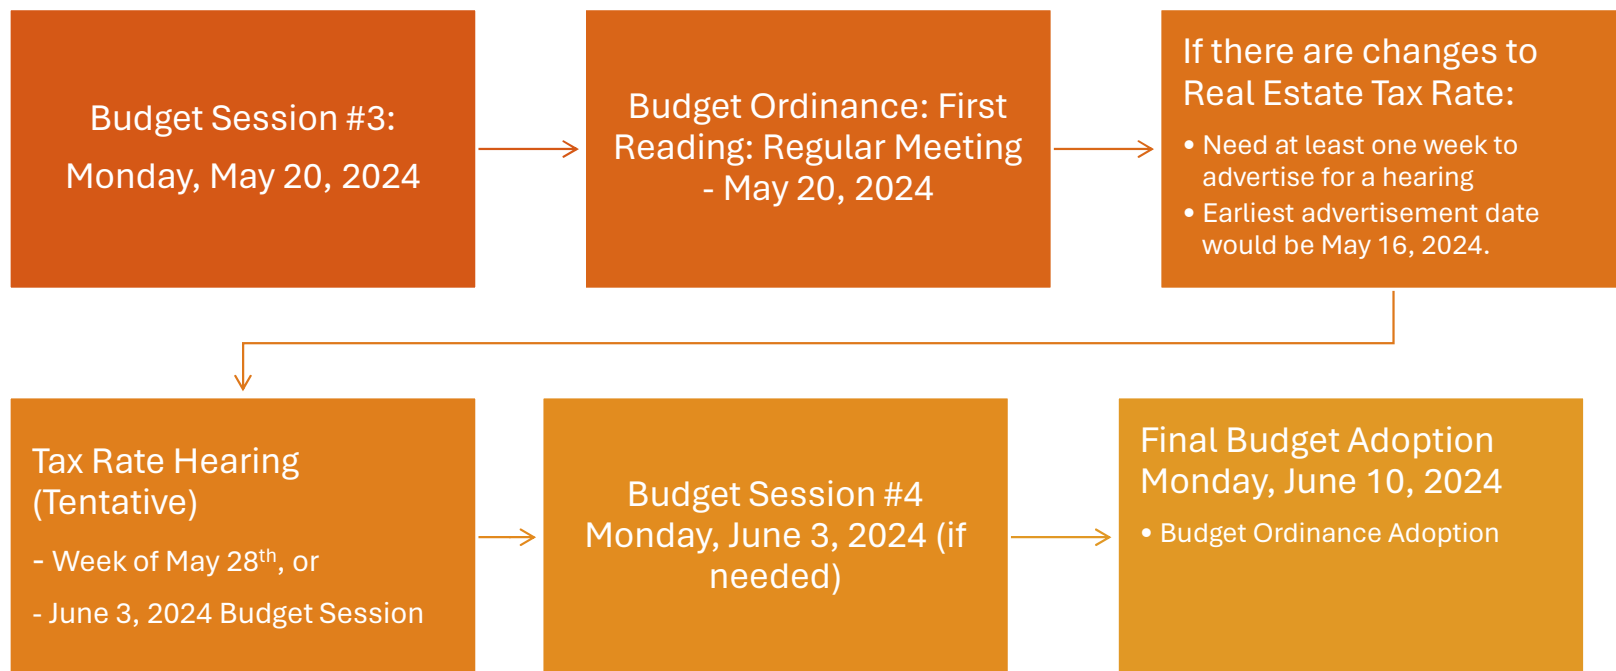 Budget Session #3:
Monday, May 20, 2024
Budget Ordinance: First
Reading: Regular Meeting
- May 20, 2024
If there are changes to
Real Estate Tax Rate:
• Need at least one week to
advertise for a hearing
• Earliest advertisement date
would be May 16, 2024.
Tax Rate Hearing
(Tentative)
- Week of May 28th, or
- June 3, 2024 Budget Session
Budget Session #4
Monday, June 3, 2024 (if
needed)
Final Budget Adoption
Monday, June 10, 2024
• Budget Ordinance Adoption